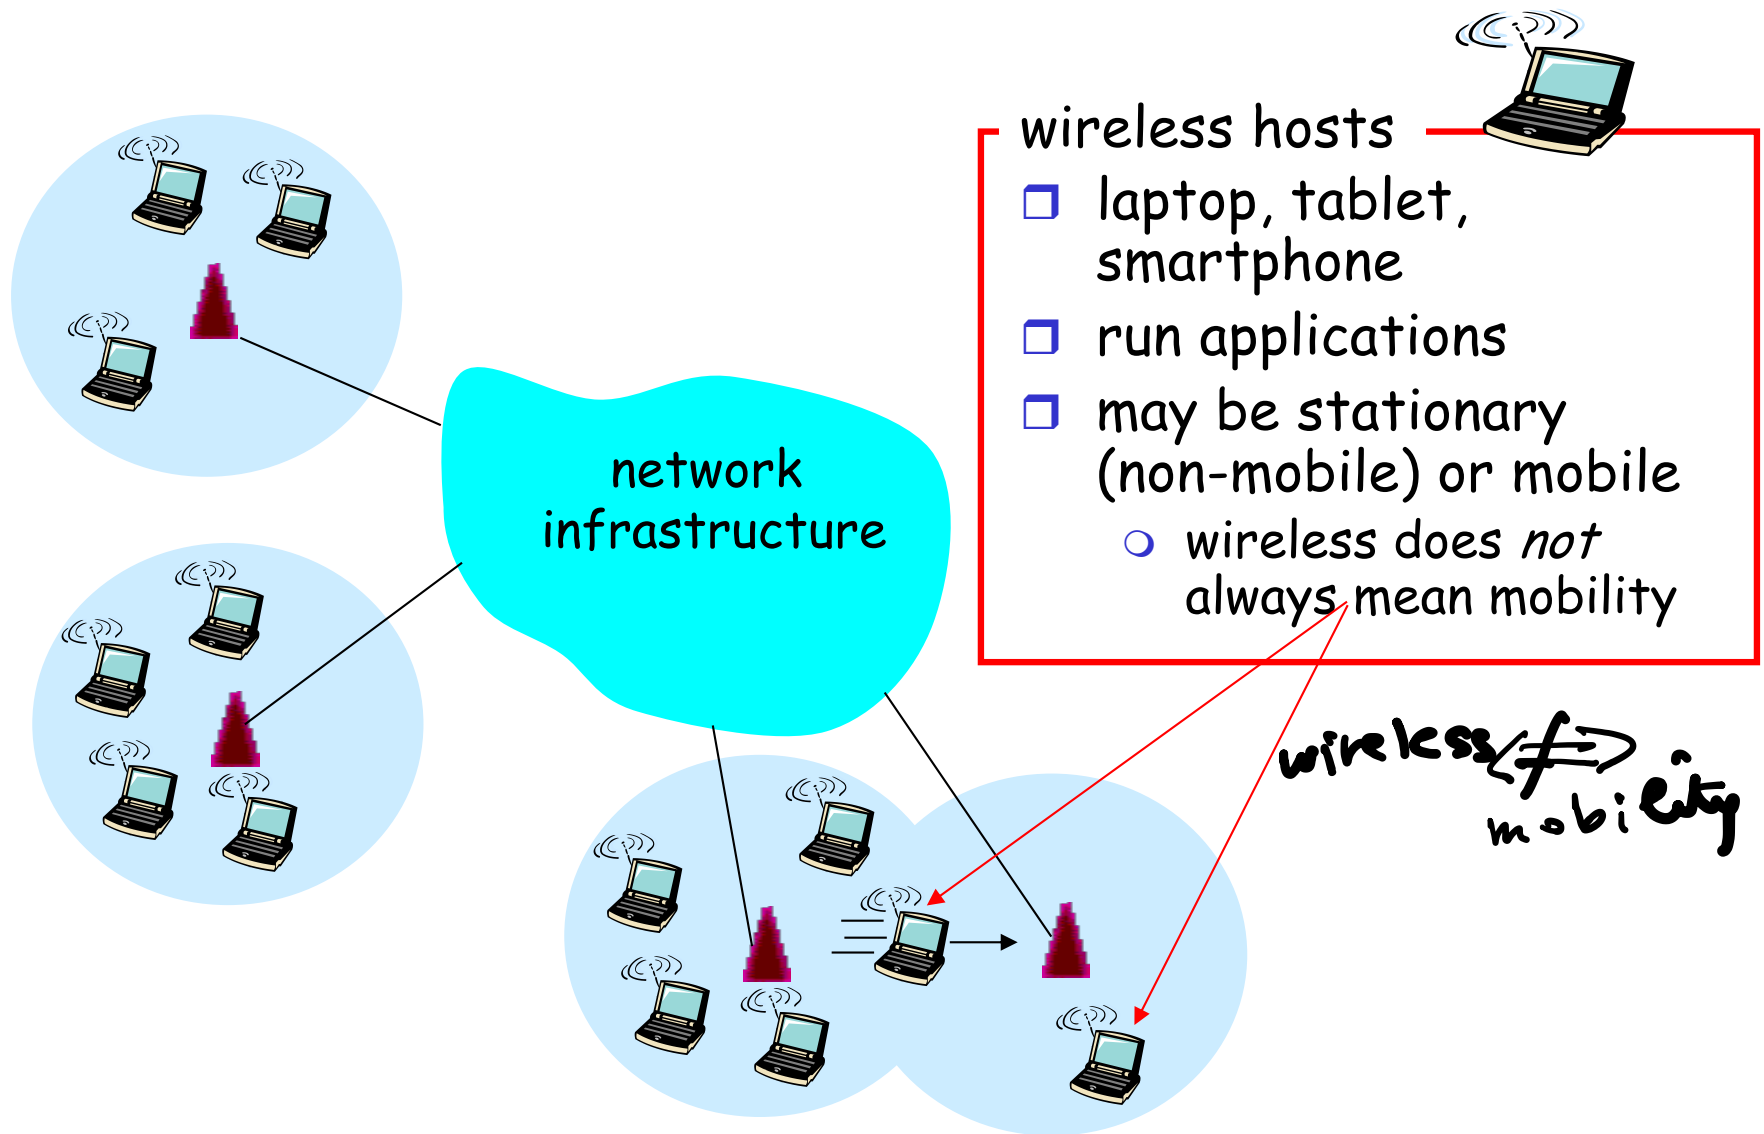 wireless hosts
laptop, tablet,
smartphone
run applications
may be stationary
(non-mobile) or mobile
wireless does not
always mean mobility
network
infrastructure
wireless <≠>
mobility